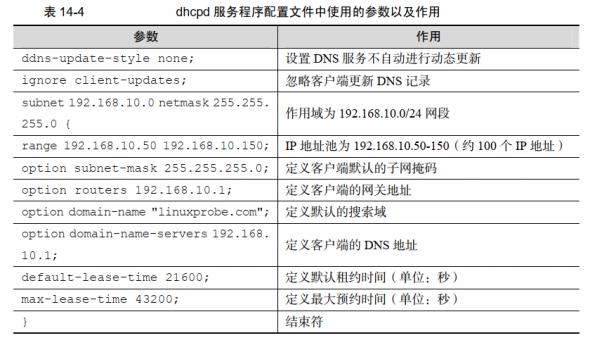 表 14-4 dhcpd 服务程序配置文件中使用的参数以及作用
参数 作用
ddns-update-style none; 设置 DNS 服务不自动进行动态更新
ignore client-updates; 忽略客户端更新 DNS 记录
subnet 192.168.10.0 netmask 255.255.
255.0 { 作用域为 192.168.10.0/24 网段
range 192.168.10.50 192.168.10.150; IP 地址池为 192.168.10.50-150（约 100 个 IP 地址）
option subnet-mask 255.255.255.0; 定义客户端默认的子网掩码
option routers 192.168.10.1; 定义客户端的网关地址
option domain-name "linuxprobe.com"; 定义默认的搜索域
option domain-name-servers 192.168.
10.1; 定义客户端的 DNS 地址
default-lease-time 21600; 定义默认租约时间（单位：秒）
max-lease-time 43200; 定义最大预约时间（单位：秒）
} 结束符